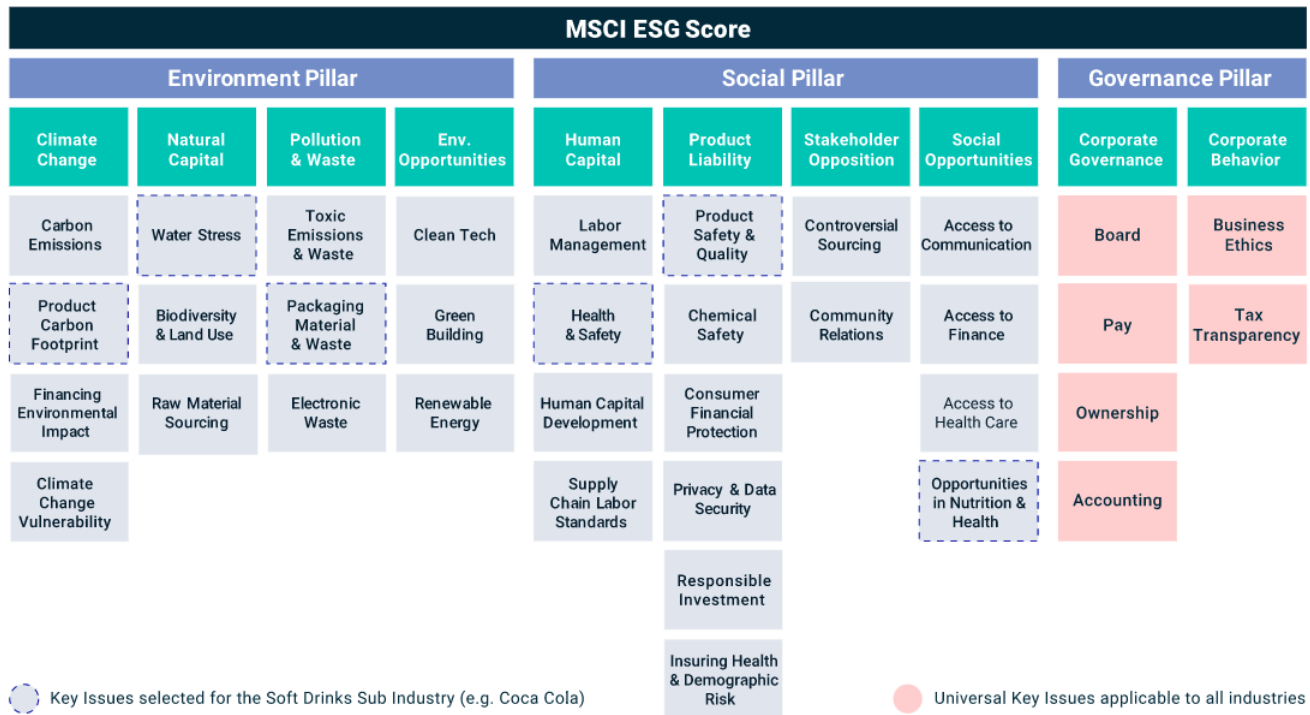 MSCI ESG Score
Environment Pillar
Social Pillar
Governance Pillar
Climate
Change
Natural
Capital
Pollution
& Waste
Env.
Opportunities
Human
Capital
Product
Liability
Stakeholder
Opposition
Social
Opportunities
Corporate
Governance
Corporate
Behavior
Carbon
Emissions
Water Stress
Toxic
Emissions
& Waste
Clean Tech
Labor
Management
Product
Safety &
Quality
Controversial
Sourcing
Access to
Communication
Board
Business
Ethics
Product
Carbon
Footprint
Biodiversity
& Land Use
Packaging
Material
& Waste
Green
Building
Health
& Safety
Chemical
Safety
Community
Relations
Access to
Finance
Pay
Tax
Transparency
Financing
Environmental
Impact
Raw Material
Sourcing
Electronic
Waste
Renewable
Energy
Human Capital
Development
Consumer
Financial
Protection
Access to
Health Care
Ownership
Climate
Change
Vulnerability
Supply
Chain Labor
Standards
Privacy & Data
Security
Opportunities
in Nutrition &
Health
Accounting
Responsible
Investment
Insuring Health
& Demographic
Risk
Key Issues selected for the Soft Drinks Sub Industry (e.g. Coca Cola)
Universal Key Issues applicable to all industries